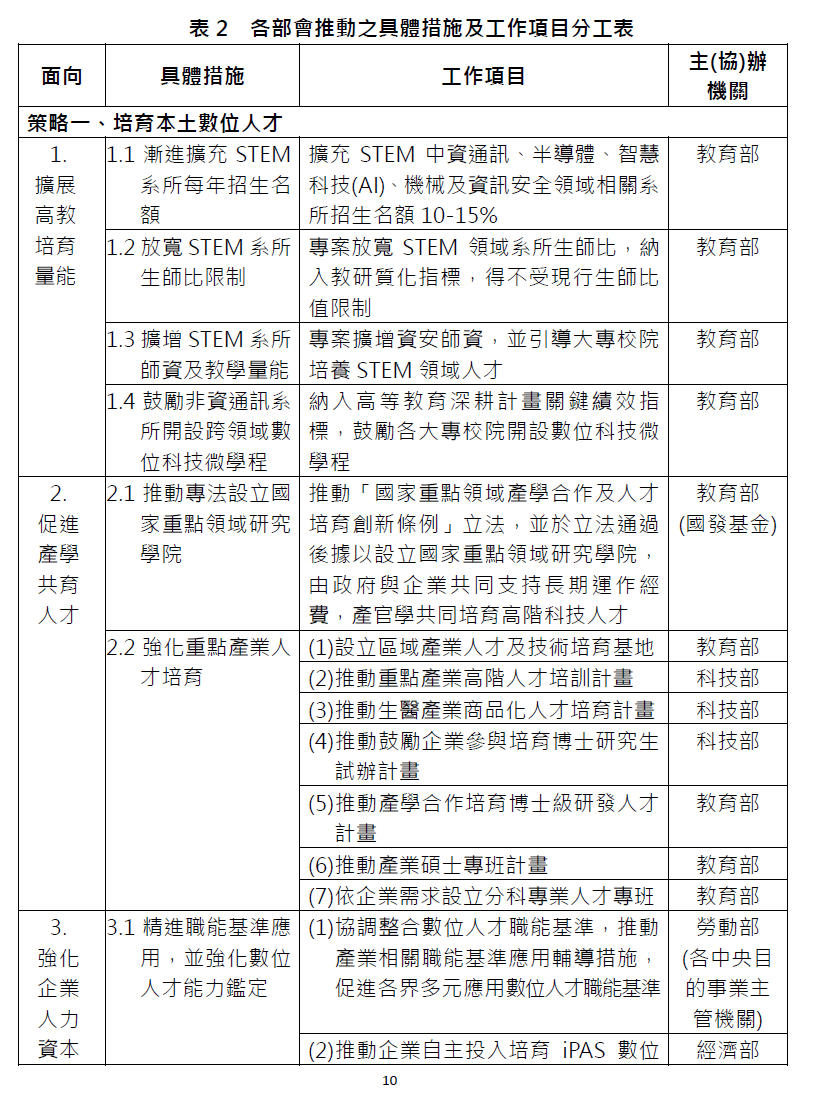 表 2　各部會推動之具體措施及工作項目分工表
面向　具體措施　工作項目　主(協)辦
機關
策略一、培育本土數位人才
1.
擴展
高教
培育
量能
1.1 漸進擴充 STEM
系所每年招生名
額
擴充 STEM 中資通訊、半導體、智慧
科技(AI)、機械及資訊安全領域相關系
所招生名額 10-15%
教育部
1.2 放寬 STEM 系所
生師比限制
專案放寬 STEM 領域系所生師比，納
入教研質化指標，得不受現行生師比
值限制
教育部
1.3 擴增 STEM 系所
師資及教學量能
專案擴增資安師資，並引導大專校院
培養 STEM 領域人才
教育部
1.4 鼓勵非資通訊系
所開設跨領域數
位科技微學程
納入高等教育深耕計畫關鍵績效指
標，鼓勵各大專校院開設數位科技微
學程
教育部
2.
促進
產學
共育
人才
2.1 推動專法設立國
家重點領域研究
學院
推動「國家重點領域產學合作及人才
培育創新條例」立法，並於立法通過
後據以設立國家重點領域研究學院，
由政府與企業共同支持長期運作經
費，產官學共同培育高階科技人才
教育部
(國發基金)
2.2 強化重點產業人
才培育
(1)設立區域產業人才及技術培育基地
教育部
(2)推動重點產業高階人才培訓計畫
科技部
(3)推動生醫產業商品化人才培育計畫
科技部
(4)推動鼓勵企業參與培育博士研究生
試辦計畫
科技部
(5)推動產學合作培育博士級研發人才
計畫
教育部
(6)推動產業碩士專班計畫
教育部
(7)依企業需求設立分科專業人才專班
教育部
3.
強化
企業
人力
資本
3.1 精進職能基準應
用，並強化數位
人才能力鑑定
(1)協調整合數位人才職能基準，推動
產業相關職能基準應用輔導措施，
促進各界多元應用數位人才職能基準
勞動部
(各中央目
的事業主
管機關)
(2)推動企業自主投入培育 iPAS 數位
經濟部
10